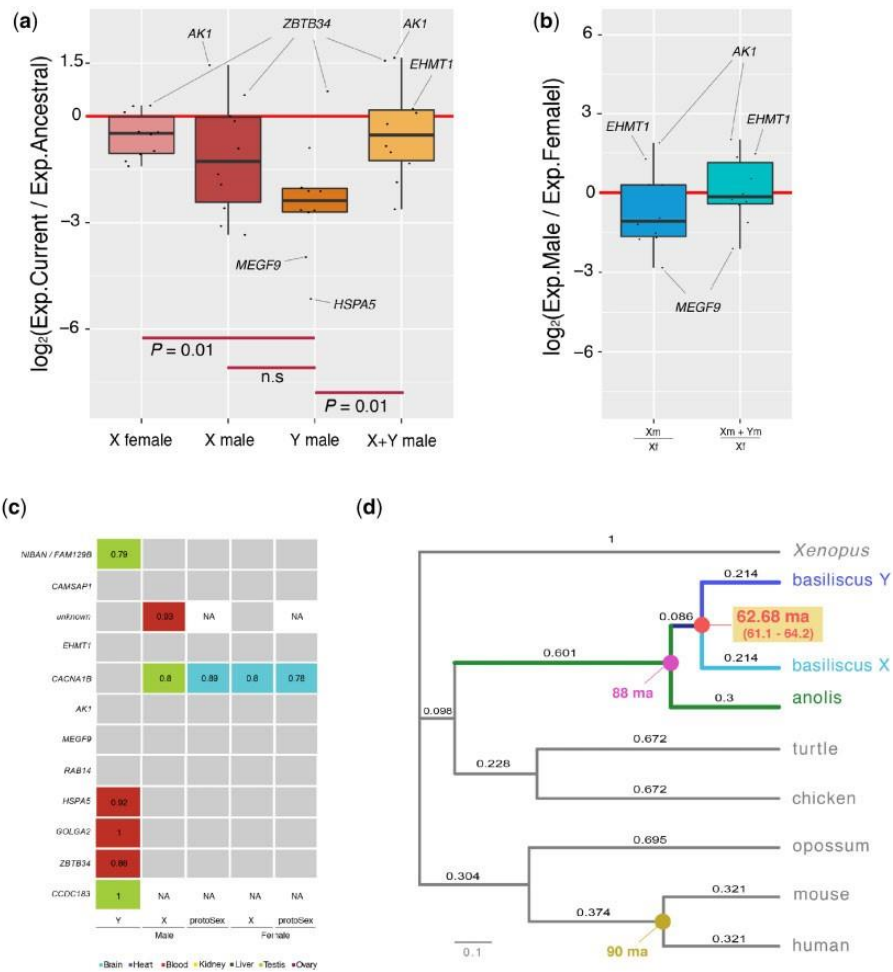 (a)
log2(Exp.Current / Exp.Ancestral)
1.5
0
−3
−6
AK1
ZBTB34
AK1
EHMT1
MEGF9
HSPA5
P = 0.01
n.s
P = 0.01
X female
X male
Y male
X+Y male
(b)
log2(Exp.Male / Exp.Femalel)
6
3
0
−3
−6
AK1
EHMT1
EHMT1
MEGF9
Xm
Xf
Xm + Ym
Xf
(c)
NIBAN / FAM129B 0.79
CAMSAP1
unknown 0.93 NA NA
EHMT1
CACNA1B 0.8 0.89 0.8 0.78
AK1
MEGF9
RAB14
HSPA5 0.92
GOLGA2 1
ZBTB34 0.86
CCDC183 1 NA NA NA NA
Y X protoSex X protoSex
Male Female
Brain Heart Blood Kidney Liver Testis Ovary
(d)
1
Xenopus
0.214
basiliscus Y
0.086
62.68 ma
(61.1 - 64.2)
0.601
0.214
basiliscus X
88 ma
0.3
anolis
0.098
0.672
turtle
0.228
0.672
chicken
0.695
opossum
0.304
0.321
mouse
0.374
90 ma
0.321
human
0.1